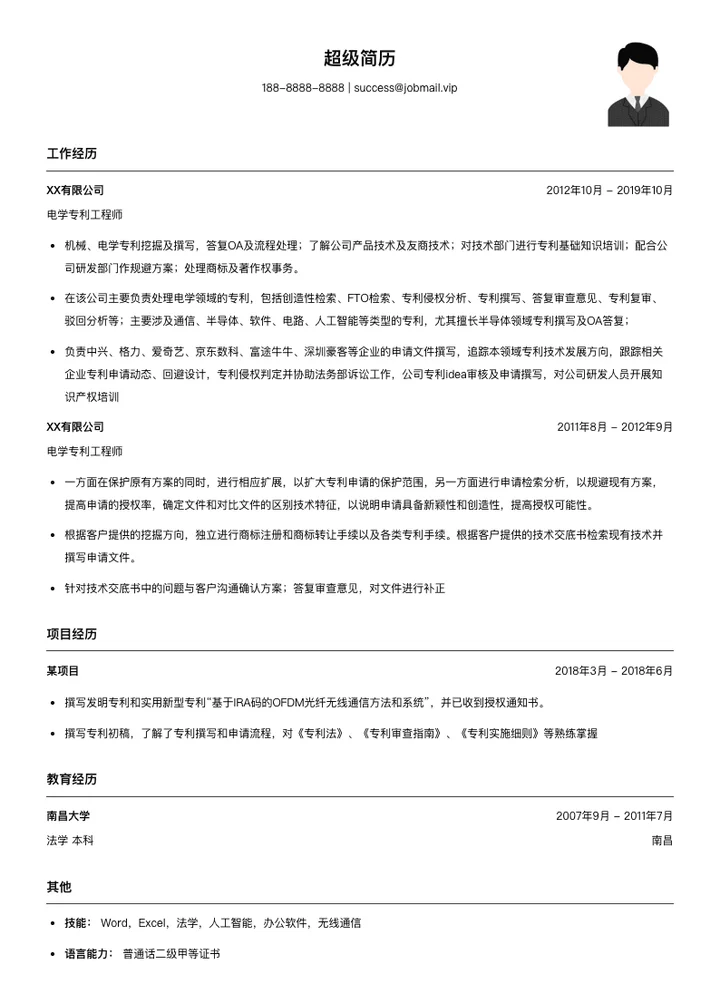 超级简历
188-8888-8888 | success@jobmail.vip
工作经历
XX有限公司 2012年10月 – 2019年10月
电学专利工程师
• 机械、电学专利挖掘及撰写，答复OA及流程处理；了解公司产品技术及友商技术；对技术部门进行专利基础知识培训；配合公
司研发部门作规避方案；处理商标及著作权事务。
• 在该公司主要负责处理电学领域的专利，包括创造性检索、FTO检索、专利侵权分析、专利撰写、答复审查意见、专利复审、
驳回分析等；主要涉及通信、半导体、软件、电路、人工智能等类型的专利，尤其擅长半导体领域专利撰写及OA答复；
• 负责中兴、格力、爱奇艺、京东数科、富途牛牛、深圳豪客等企业的申请文件撰写，追踪本领域专利技术发展方向，跟踪相关
企业专利申请动态、回避设计，专利侵权判定并协助法务部诉讼工作，公司专利idea审核及申请撰写，对公司研发人员开展知
识产权培训
XX有限公司 2011年8月 – 2012年9月
电学专利工程师
• 一方面在保护原有方案的同时，进行相应扩展，以扩大专利申请的保护范围，另一方面进行申请检索分析，以规避现有方案，
提高申请的授权率，确定文件和对比文件的区别技术特征，以说明申请具备新颖性和创造性，提高授权可能性。
• 根据客户提供的挖掘方向，独立进行商标注册和商标转让手续以及各类专利手续。根据客户提供的技术交底书检索现有技术并
撰写申请文件。
• 针对技术交底书中的问题与客户沟通确认方案；答复审查意见，对文件进行补正
项目经历
某项目 2018年3月 – 2018年6月
• 撰写发明专利和实用新型专利“基于IRA码的OFDM光纤无线通信方法和系统”，并已收到授权通知书。
• 撰写专利初稿，了解了专利撰写和申请流程，对《专利法》、《专利审查指南》、《专利实施细则》等熟练掌握
教育经历
南昌大学 2007年9月 – 2011年7月
法学 本科 南昌
其他
• 技能： Word，Excel，法学，人工智能，办公软件，无线通信
• 语言能力： 普通话二级甲等证书